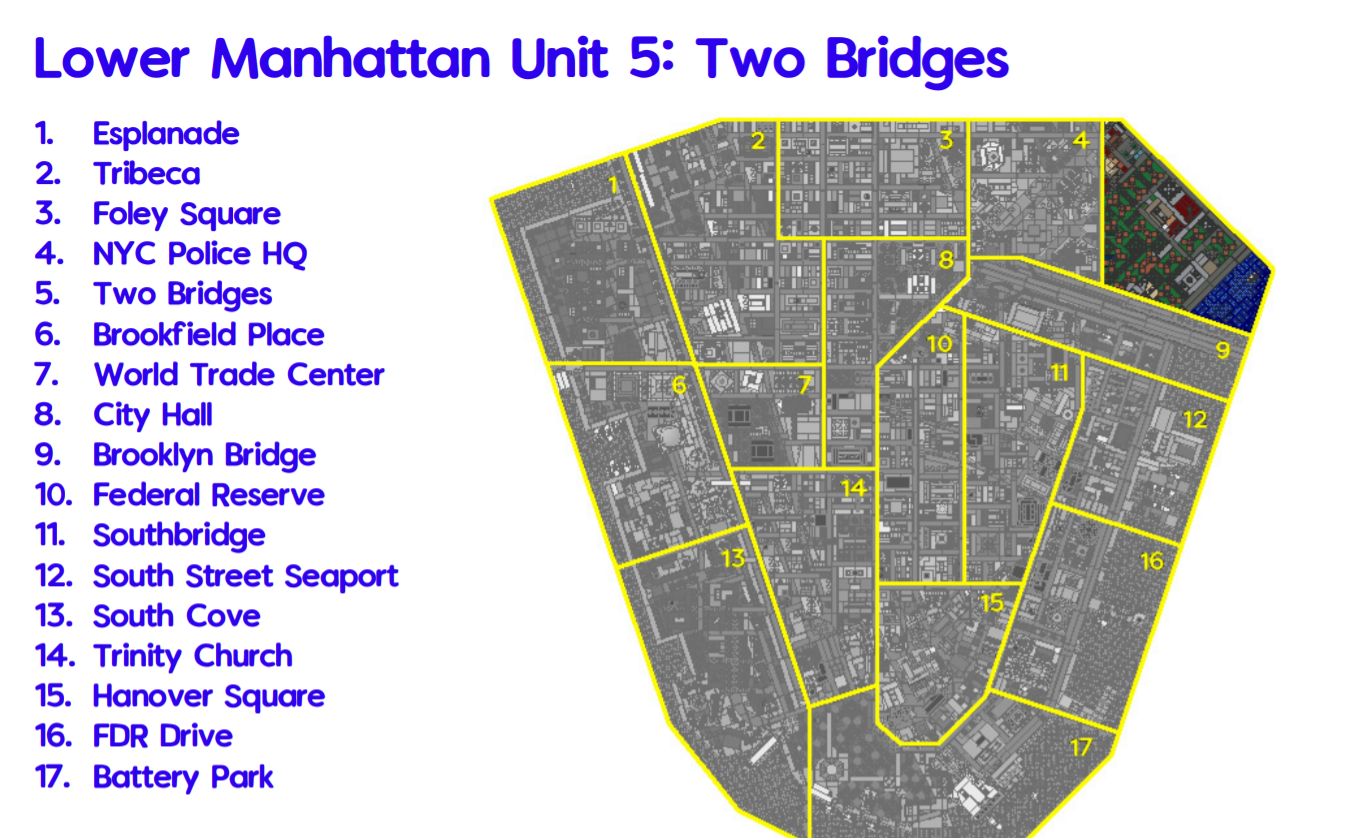 Lower Manhattan Unit 5: Two Bridges
1. Esplanade
2. Tribeca
3. Foley Square
4. NYC Police HQ
5. Two Bridges
6. Brookfield Place
7. World Trade Center
8. City Hall
9. Brooklyn Bridge
10. Federal Reserve
11. Southbridge
12. South Street Seaport
13. South Cove
14. Trinity Church
15. Hanover Square
16. FDR Drive
17. Battery Park
1
2
3
4
6
7
8
9
10
11
12
13
14
15
16
17